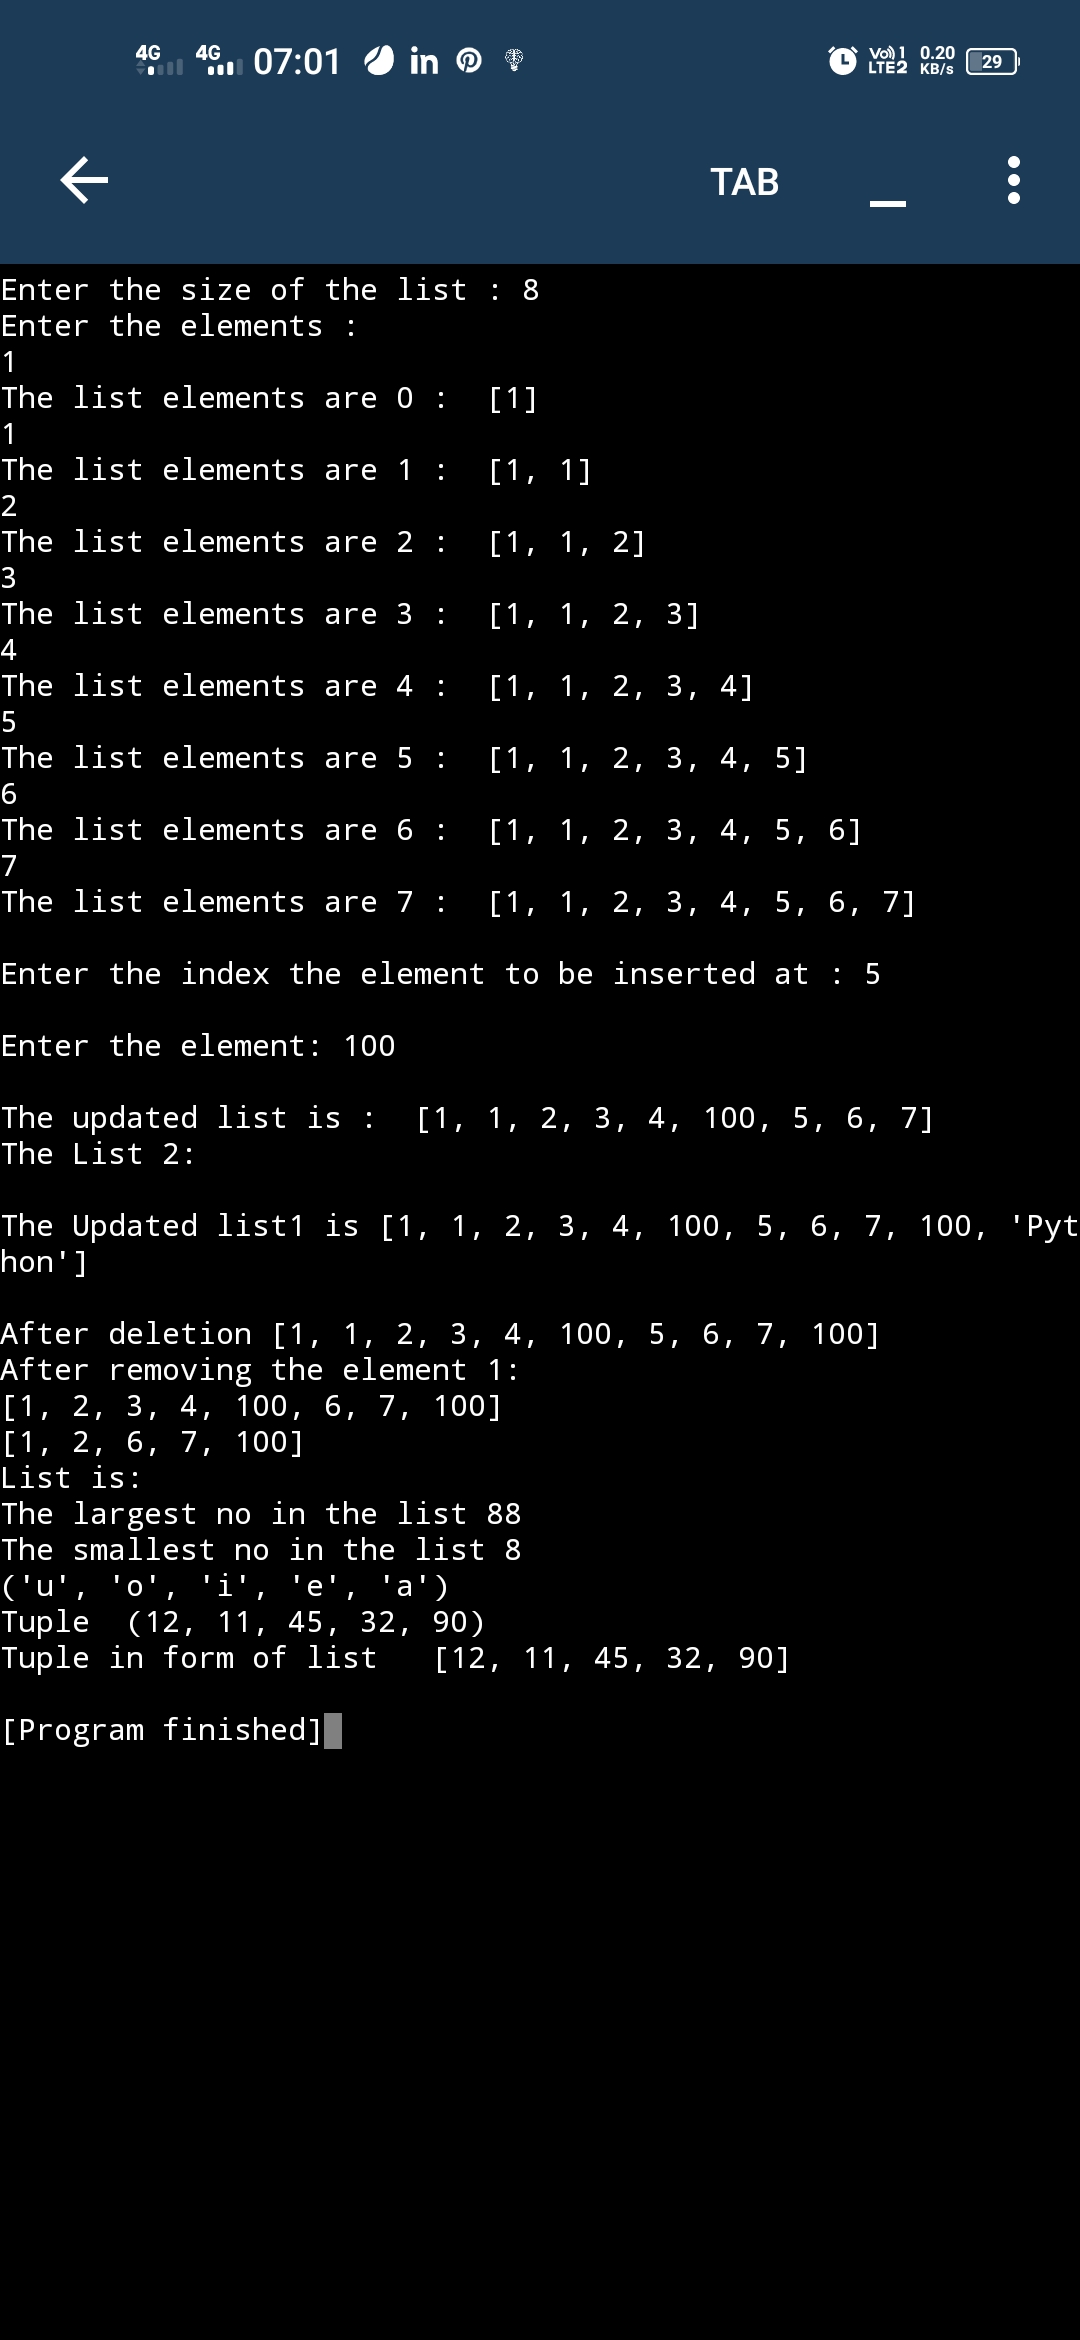 4G 4G 07:01 in Vo)) 1 LTE2 0.20 KB/s 29
TAB _
Enter the size of the list : 8
Enter the elements :
1
The list elements are 0 :  [1]
1
The list elements are 1 :  [1, 1]
2
The list elements are 2 :  [1, 1, 2]
3
The list elements are 3 :  [1, 1, 2, 3]
4
The list elements are 4 :  [1, 1, 2, 3, 4]
5
The list elements are 5 :  [1, 1, 2, 3, 4, 5]
6
The list elements are 6 :  [1, 1, 2, 3, 4, 5, 6]
7
The list elements are 7 :  [1, 1, 2, 3, 4, 5, 6, 7]
Enter the index the element to be inserted at : 5
Enter the element: 100
The updated list is :  [1, 1, 2, 3, 4, 100, 5, 6, 7]
The List 2:
The Updated list1 is [1, 1, 2, 3, 4, 100, 5, 6, 7, 100, 'Pyt
hon']
After deletion [1, 1, 2, 3, 4, 100, 5, 6, 7, 100]
After removing the element 1:
[1, 2, 3, 4, 100, 6, 7, 100]
[1, 2, 6, 7, 100]
List is:
The largest no in the list 88
The smallest no in the list 8
('u', 'o', 'i', 'e', 'a')
Tuple  (12, 11, 45, 32, 90)
Tuple in form of list   [12, 11, 45, 32, 90]
[Program finished]